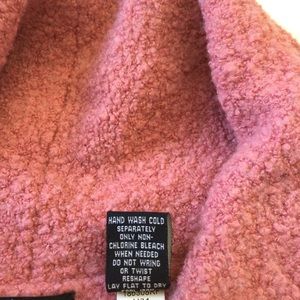 HAND WASH COLD
SEPARATELY
ONLY NON-
CHLORINE BLEACH
WHEN NEEDED
DO NOT WRING
OR TWIST
RESHAPE
LAY FLAT TO DRY